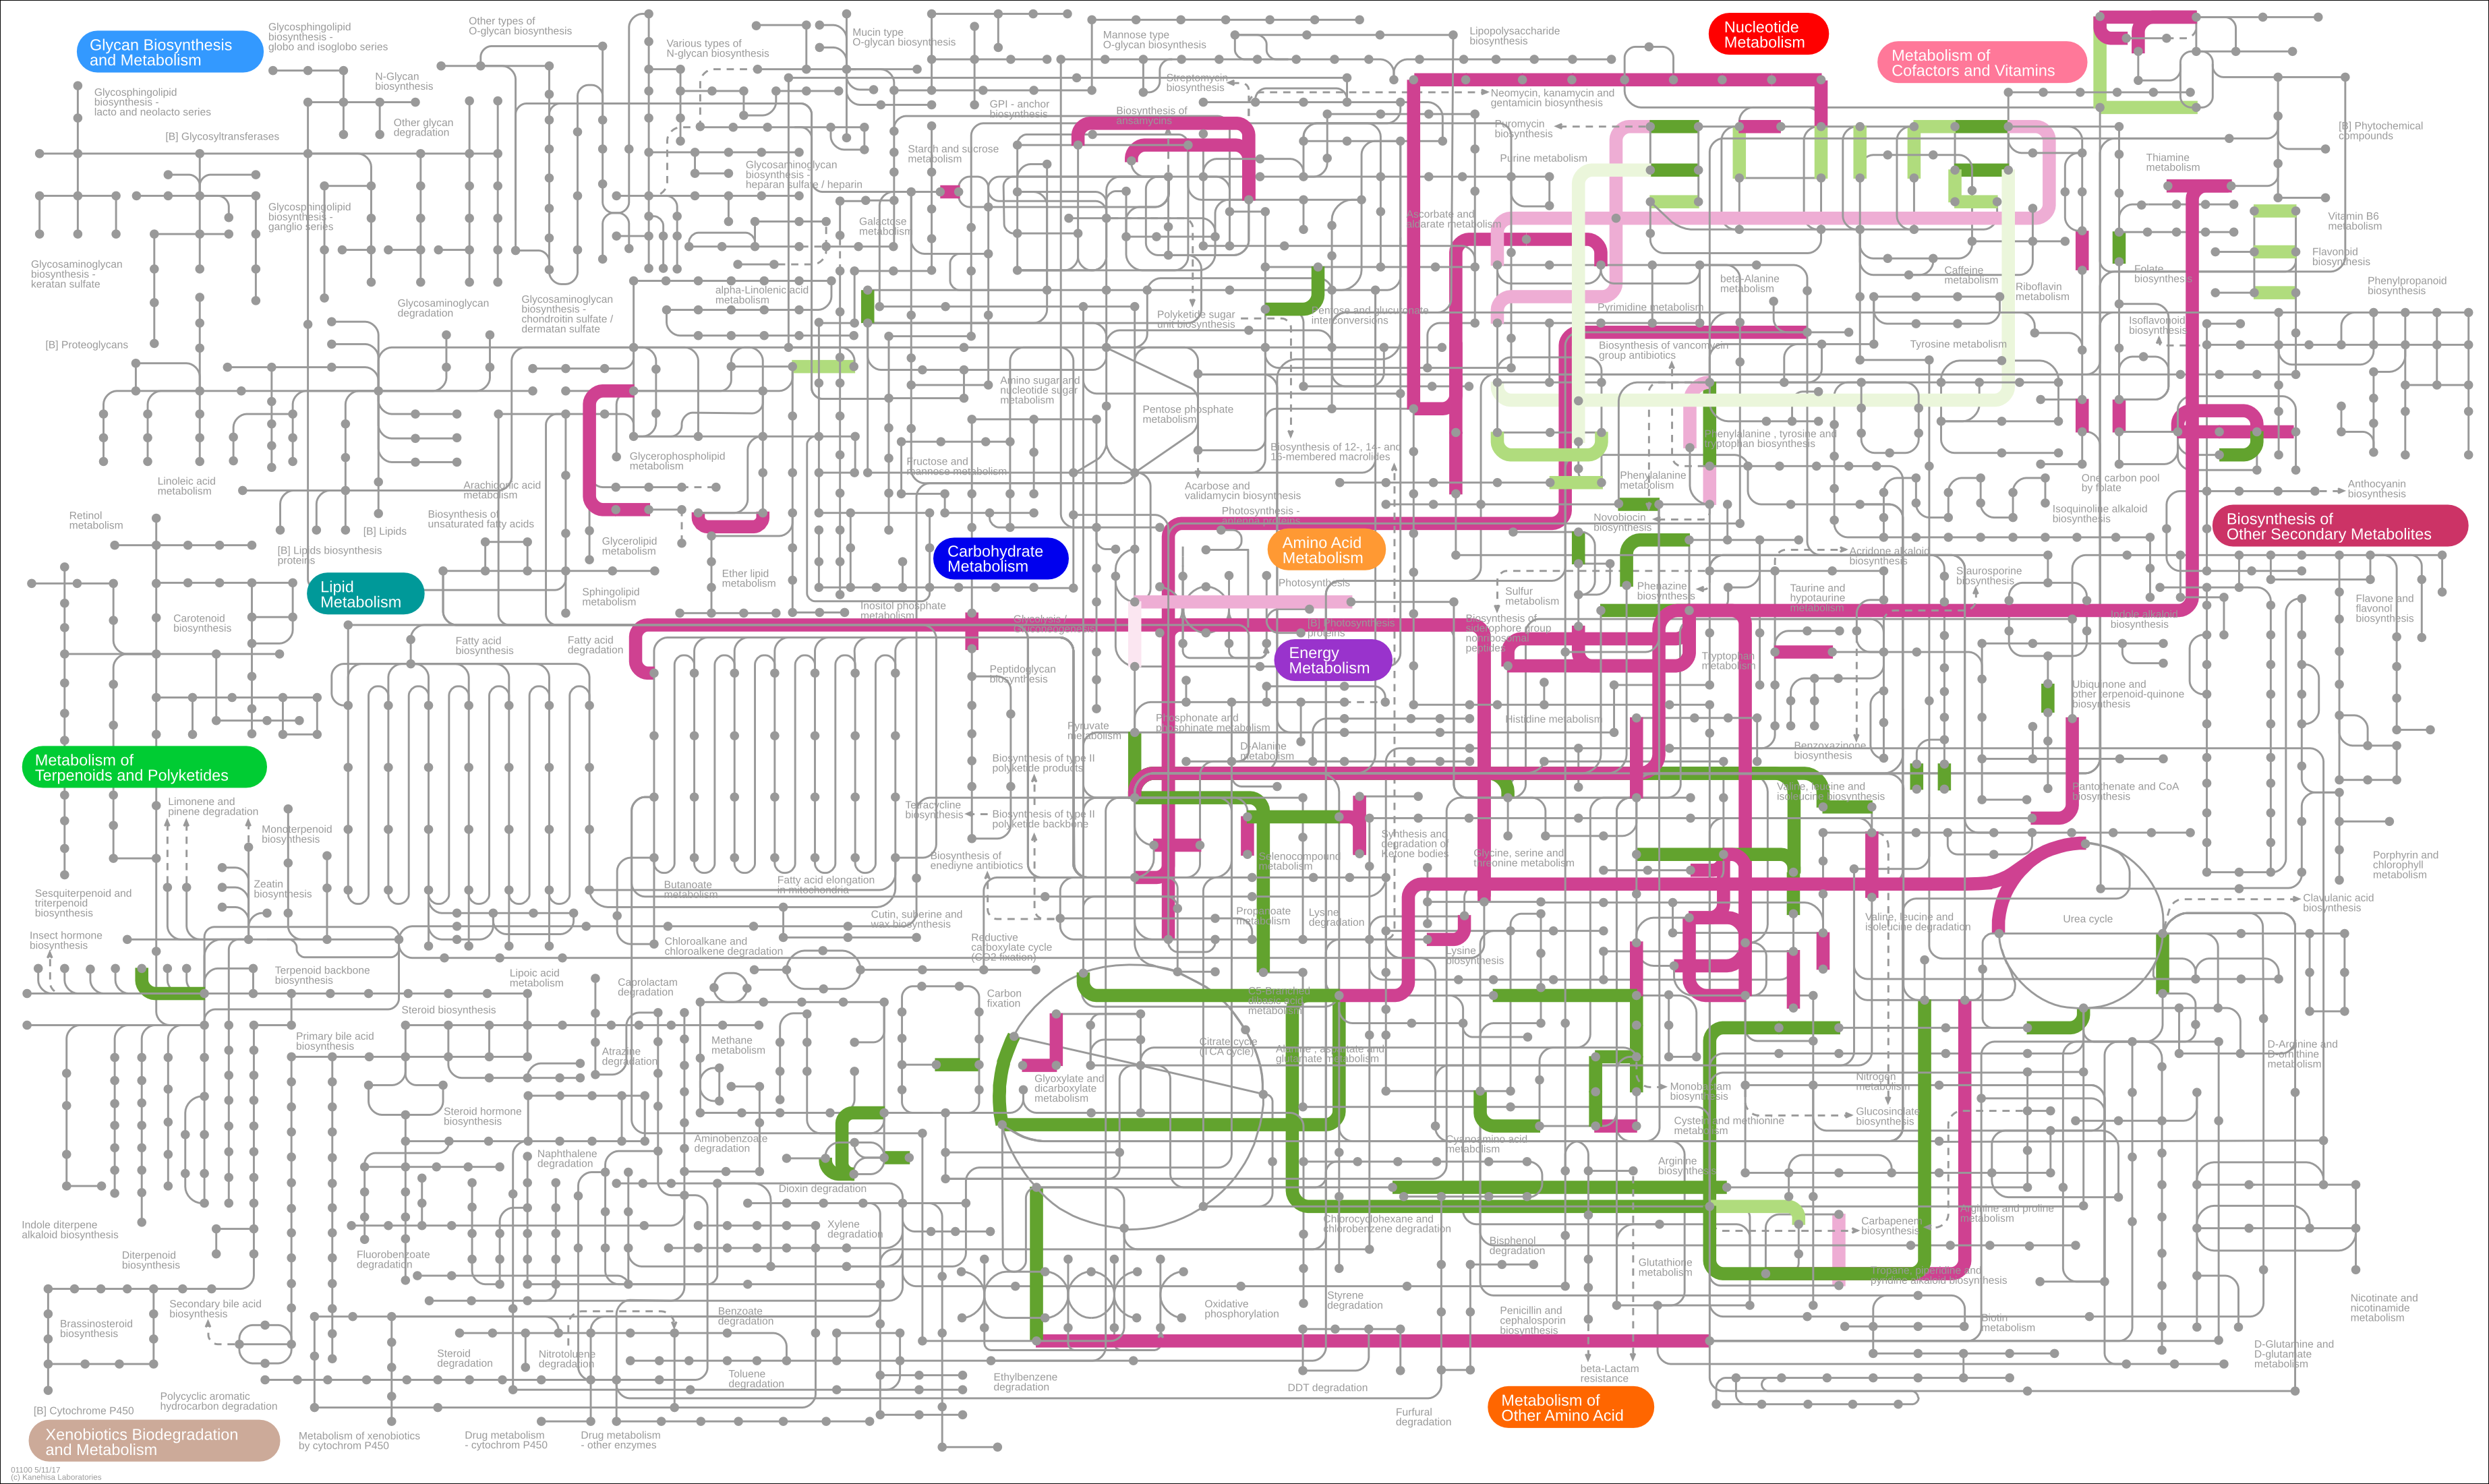 Glycan Biosynthesis
and Metabolism
Glycosphingolipid
biosynthesis -
globo and isoglobo series
Other types of
O-glycan biosynthesis
Various types of
N-glycan biosynthesis
Mucin type
O-glycan biosynthesis
Mannose type
O-glycan biosynthesis
Lipopolysaccharide
biosynthesis
Nucleotide
Metabolism
Metabolism of
Cofactors and Vitamins
N-Glycan
biosynthesis
Glycosphingolipid
biosynthesis -
lacto and neolacto series
Other glycan
degradation
[B] Glycosyltransferases
GPI - anchor
biosynthesis
Streptomycin
biosynthesis
Biosynthesis of
ansamycins
Neomycin, kanamycin and
gentamicin biosynthesis
Puromycin
biosynthesis
Purine metabolism
[B] Phytochemical
compounds
Thiamine
metabolism
Starch and sucrose
metabolism
Glycosaminoglycan
biosynthesis -
heparan sulfate / heparin
Glycosphingolipid
biosynthesis -
ganglio series
Galactose
metabolism
Ascorbate and
aldarate metabolism
Vitamin B6
metabolism
Flavonoid
biosynthesis
Glycosaminoglycan
biosynthesis -
keratan sulfate
Glycosaminoglycan
degradation
Glycosaminoglycan
biosynthesis -
chondroitin sulfate /
dermatan sulfate
alpha-Linolenic acid
metabolism
Polyketide sugar
unit biosynthesis
Pentose and glucuronate
interconversions
Pyrimidine metabolism
beta-Alanine
metabolism
Caffeine
metabolism
Riboflavin
metabolism
Folate
biosynthesis
Phenylpropanoid
biosynthesis
Isoflavonoid
biosynthesis
[B] Proteoglycans
Biosynthesis of vancomycin
group antibiotics
Tyrosine metabolism
Amino sugar and
nucleotide sugar
metabolism
Pentose phosphate
metabolism
Phenylalanine , tyrosine and
tryptophan biosynthesis
Biosynthesis of 12-, 14- and
16-membered macrolides
Glycerophospholipid
metabolism
Fructose and
mannose metabolism
Linoleic acid
metabolism
Arachidonic acid
metabolism
Acarbose and
validamycin biosynthesis
Phenylalanine
metabolism
One carbon pool
by folate
Anthocyanin
biosynthesis
Retinol
metabolism
Biosynthesis of
unsaturated fatty acids
[B] Lipids
Photosynthesis -
antenna proteins
Novobiocin
biosynthesis
Isoquinoline alkaloid
biosynthesis
Biosynthesis of
Other Secondary Metabolites
[B] Lipids biosynthesis
proteins
Glycerolipid
metabolism
Carbohydrate
Metabolism
Amino Acid
Metabolism
Acridone alkaloid
biosynthesis
Lipid
Metabolism
Ether lipid
metabolism
Sphingolipid
metabolism
Photosynthesis
Sulfur
metabolism
Phenazine
biosynthesis
Taurine and
hypotaurine
metabolism
Staurosporine
biosynthesis
Inositol phosphate
metabolism
Glycolysis /
Gluconeogenesis
[B] Photosynthesis
proteins
Biosynthesis of
siderophore group
nonribosomal
peptides
Indole alkaloid
biosynthesis
Flavone and
flavonol
biosynthesis
Carotenoid
biosynthesis
Fatty acid
biosynthesis
Fatty acid
degradation
Energy
Metabolism
Tryptophan
metabolism
Peptidoglycan
biosynthesis
Ubiquinone and
other terpenoid-quinone
biosynthesis
Pyruvate
metabolism
Phosphonate and
phosphinate metabolism
Histidine metabolism
D-Alanine
metabolism
Benzoxazinone
biosynthesis
Metabolism of
Terpenoids and Polyketides
Biosynthesis of type II
polyketide products
Valine, leucine and
isoleucine biosynthesis
Pantothenate and CoA
biosynthesis
Limonene and
pinene degradation
Monoterpenoid
biosynthesis
Tetracycline
biosynthesis
Biosynthesis of type II
polyketide backbone
Synthesis and
degradation of
Ketone bodies
Biosynthesis of
enediyne antibiotics
Selenocompound
metabolism
Glycine, serine and
threonine metabolism
Porphyrin and
chlorophyll
metabolism
Sesquiterpenoid and
triterpenoid
biosynthesis
Zeatin
biosynthesis
Butanoate
metabolism
Fatty acid elongation
in mitochondria
Cutin, suberine and
wax biosynthesis
Propanoate
metabolism
Lysine
degradation
Valine, leucine and
isoleucine degradation
Urea cycle
Clavulanic acid
biosynthesis
Insect hormone
biosynthesis
Chloroalkane and
chloroalkene degradation
Reductive
carboxylate cycle
(CO2 fixation)
Lysine
biosynthesis
Terpenoid backbone
biosynthesis
Lipoic acid
metabolism
Caprolactam
degradation
Carbon
fixation
C5-Branched
dibasic acid
metabolism
Steroid biosynthesis
Primary bile acid
biosynthesis
Atrazine
degradation
Methane
metabolism
Citrate cycle
(TCA cycle)
Alanine , aspartate and
glutamate metabolism
D-Arginine and
D-ornithine
metabolism
Glyoxylate and
dicarboxylate
metabolism
Monobactam
biosynthesis
Nitrogen
metabolism
Steroid hormone
biosynthesis
Aminobenzoate
degradation
Cyanoamino acid
metabolism
Cystein and methionine
metabolism
Glucosinolate
biosynthesis
Naphthalene
degradation
Dioxin degradation
Arginine
biosynthesis
Indole diterpene
alkaloid biosynthesis
Diterpenoid
biosynthesis
Fluorobenzoate
degradation
Xylene
degradation
Chlorocyclohexane and
chlorobenzene degradation
Bisphenol
degradation
Carbapenem
biosynthesis
Arginine and proline
metabolism
Glutathione
metabolism
Tropane, piperidine and
pyridine alkaloid biosynthesis
Secondary bile acid
biosynthesis
Brassinosteroid
biosynthesis
Benzoate
degradation
Oxidative
phosphorylation
Styrene
degradation
Penicillin and
cephalosporin
biosynthesis
Biotin
metabolism
Nicotinate and
nicotinamide
metabolism
Steroid
degradation
Nitrotoluene
degradation
Toluene
degradation
Ethylbenzene
degradation
DDT degradation
beta-Lactam
resistance
D-Glutamine and
D-glutamate
metabolism
Polycyclic aromatic
hydrocarbon degradation
[B] Cytochrome P450
Furfural
degradation
Metabolism of
Other Amino Acid
Xenobiotics Biodegradation
and Metabolism
Metabolism of xenobiotics
by cytochrom P450
Drug metabolism
- cytochrom P450
Drug metabolism
- other enzymes
01100 5/11/17
(c) Kanehisa Laboratories